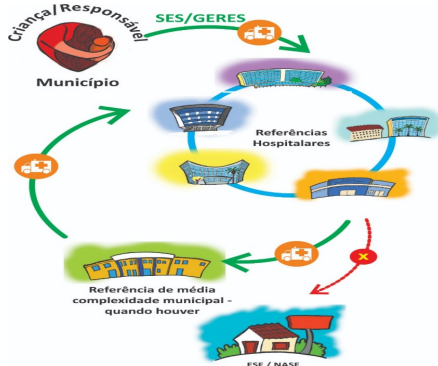 Criança/Responsável
SES/GERES
Município
Referências
Hospitalares
X
Referência de média
complexidade municipal -
quando houver
ESF / NASF